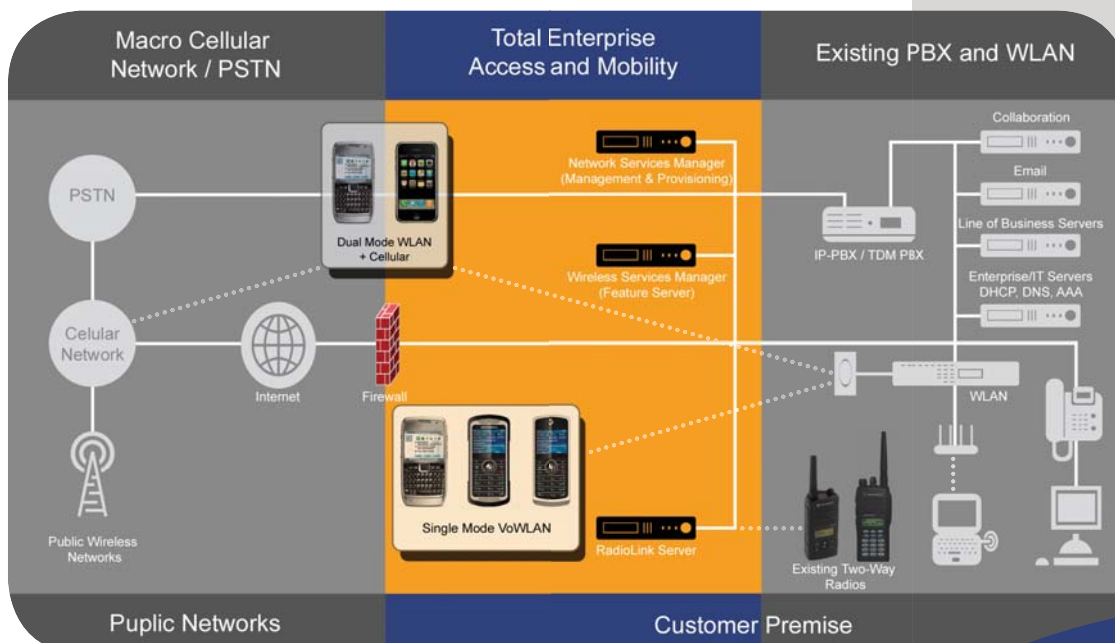 Macro Cellular
Network / PSTN
Total Enterprise
Access and Mobility
Existing PBX and WLAN
PSTN
Dual Mode WLAN
+ Cellular
Network Services Manager
(Management & Provisioning)
Collaboration
Email
Line of Business Servers
IP-PBX / TDM PBX
Wireless Services Manager
(Feature Server)
Enterprise/IT Servers
DHCP, DNS, AAA
Celular
Network
Internet
Firewall
WLAN
Single Mode VoWLAN
RadioLink Server
Existing Two-Way
Radios
Public Wireless
Networks
Puplic Networks
Customer Premise